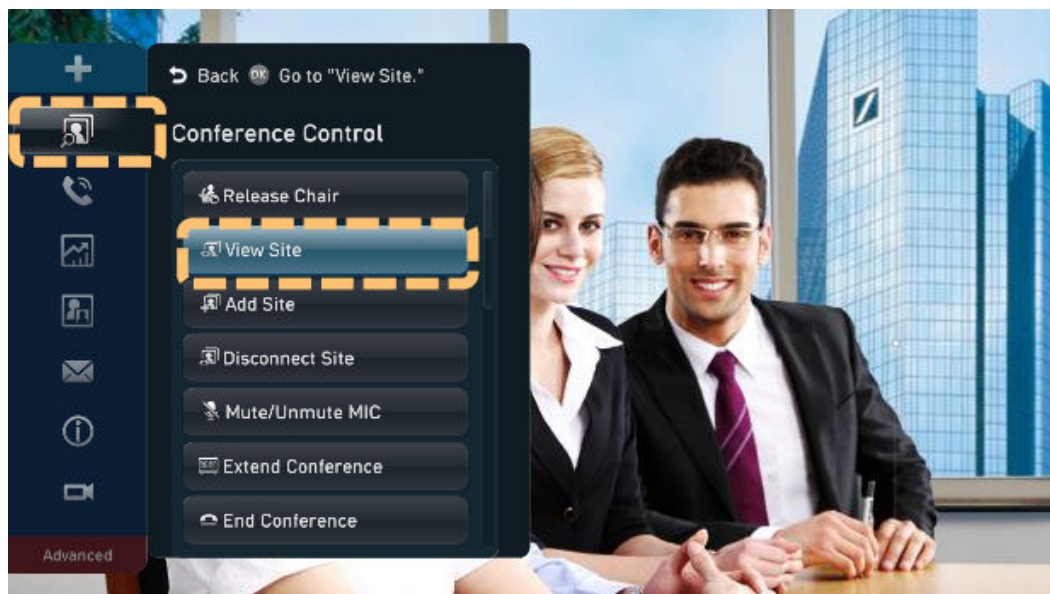 Back OK Go to "View Site."
Conference Control
Release Chair
View Site
Add Site
Disconnect Site
Mute/Unmute MIC
Extend Conference
End Conference
Advanced